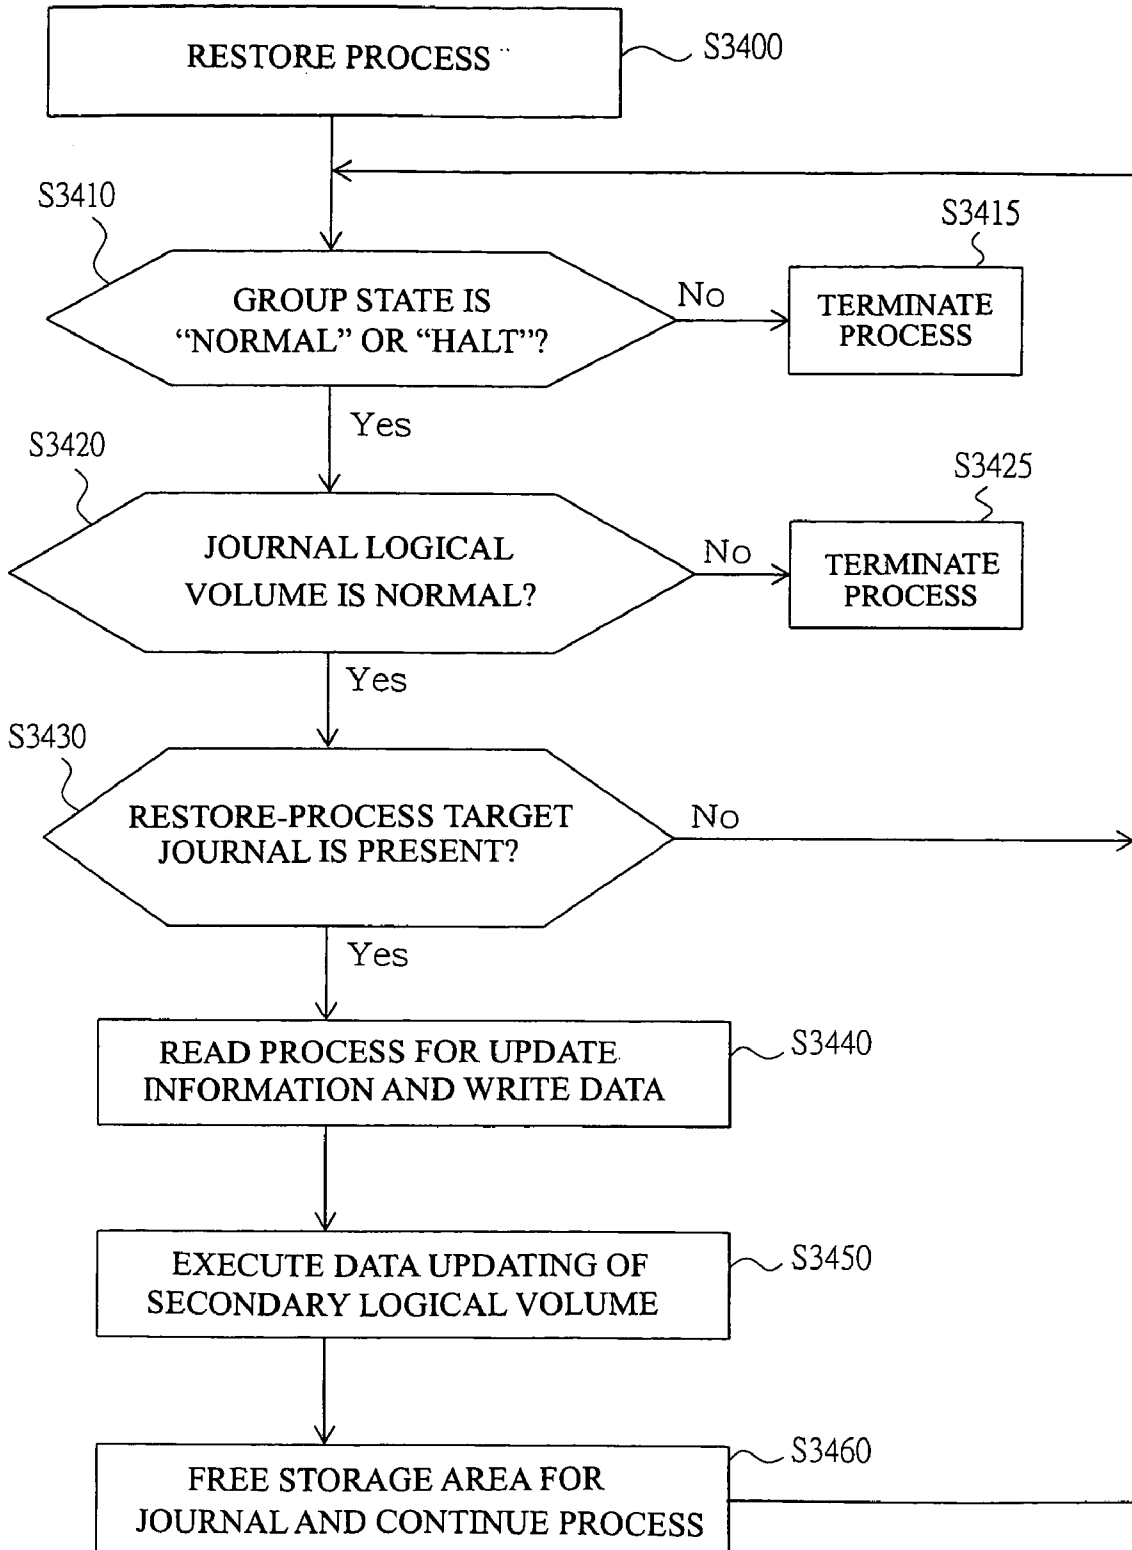 RESTORE PROCESS
S3400
S3410
S3415
GROUP STATE IS
“NORMAL” OR “HALT”?
No
TERMINATE
PROCESS
Yes
S3420
S3425
JOURNAL LOGICAL
VOLUME IS NORMAL?
No
TERMINATE
PROCESS
Yes
S3430
RESTORE-PROCESS TARGET
JOURNAL IS PRESENT?
No
Yes
READ PROCESS FOR UPDATE
INFORMATION AND WRITE DATA
S3440
EXECUTE DATA UPDATING OF
SECONDARY LOGICAL VOLUME
S3450
FREE STORAGE AREA FOR
JOURNAL AND CONTINUE PROCESS
S3460